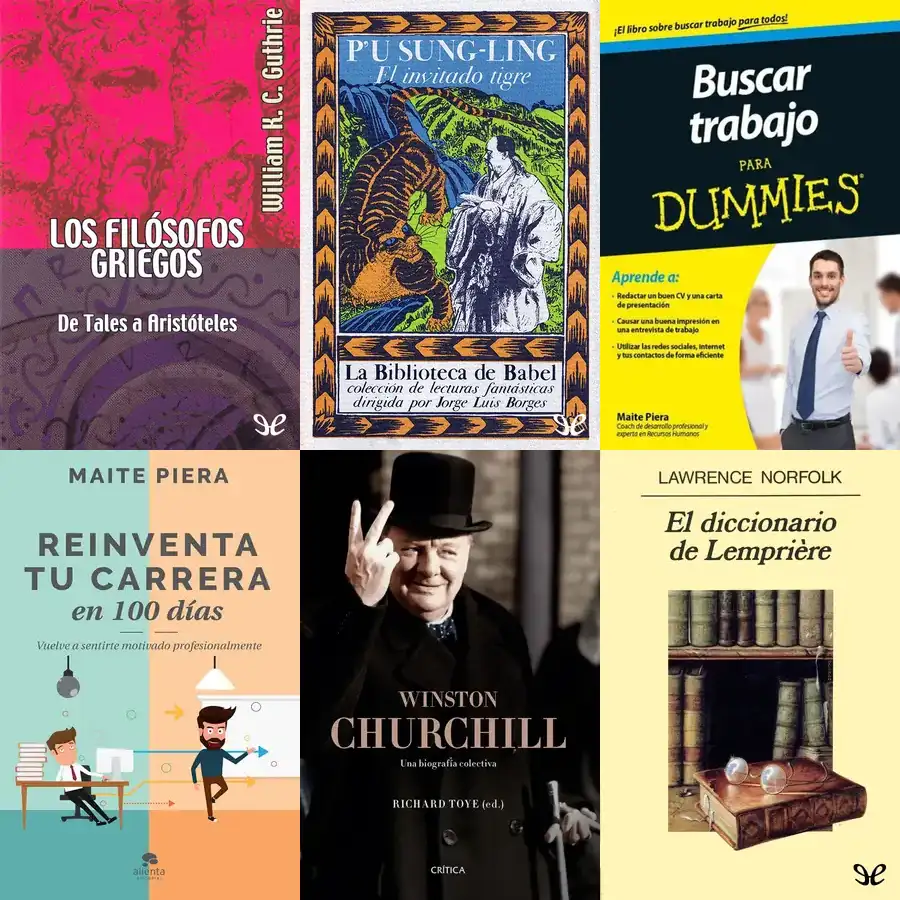 William K. C. Guthrie
LOS FILÓSOFOS
GRIEGOS
De Tales a Aristóteles
P'U SUNG-LING
El invitado tigre
La Biblioteca de Babel
colección de lecturas fantásticas
dirigida por Jorge Luis Borges
¡El libro sobre buscar trabajo para todos!
Buscar
trabajo
PARA
DUMMIES
Aprende a:
• Redactar un buen CV y una carta
de presentación
• Causar una buena impresión en
una entrevista de trabajo
• Utilizar las redes sociales, internet
y tus contactos de forma eficiente
Maite Piera
Coach de desarrollo profesional y
experta en Recursos Humanos
MAITE PIERA
REINVENTA
TU CARRERA
en 100 días
Vuelve a sentirte motivado profesionalmente
alienta
WINSTON
CHURCHILL
Una biografía colectiva
RICHARD TOYE (ed.)
CRÍTICA
LAWRENCE NORFOLK
El diccionario
de Lemprière